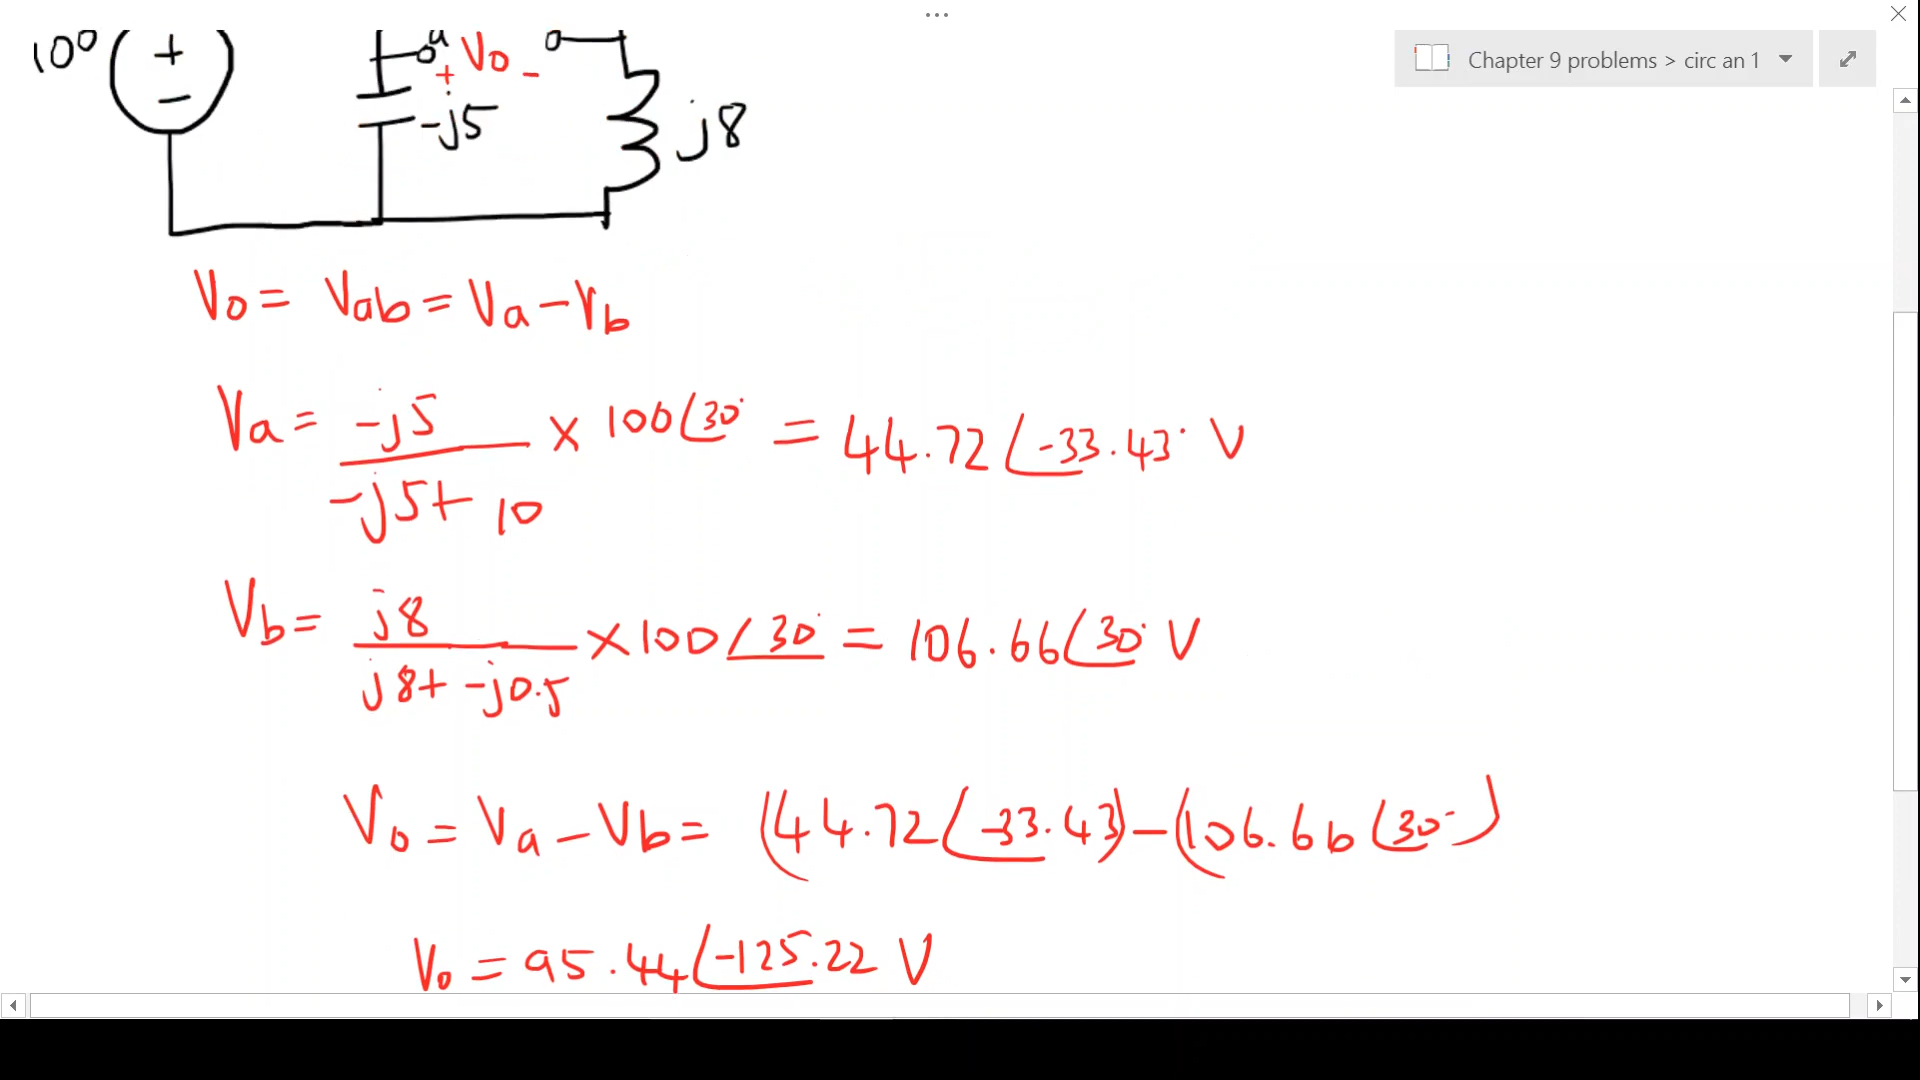 ...
Chapter 9 problems > circ an 1
100
a
+ Vo -
-j5
j8
+
-
Vo = Vab = Va - Vb
Va = -j5 / -j5 + 10 × 100∠30° = 44.72∠-33.43° V
Vb = j8 / j8 + -j0.5 × 100∠30° = 106.66∠30° V
Vo = Va - Vb = (44.72∠-33.43) - (106.66∠30°)
Vo = 95.44∠-125.22 V